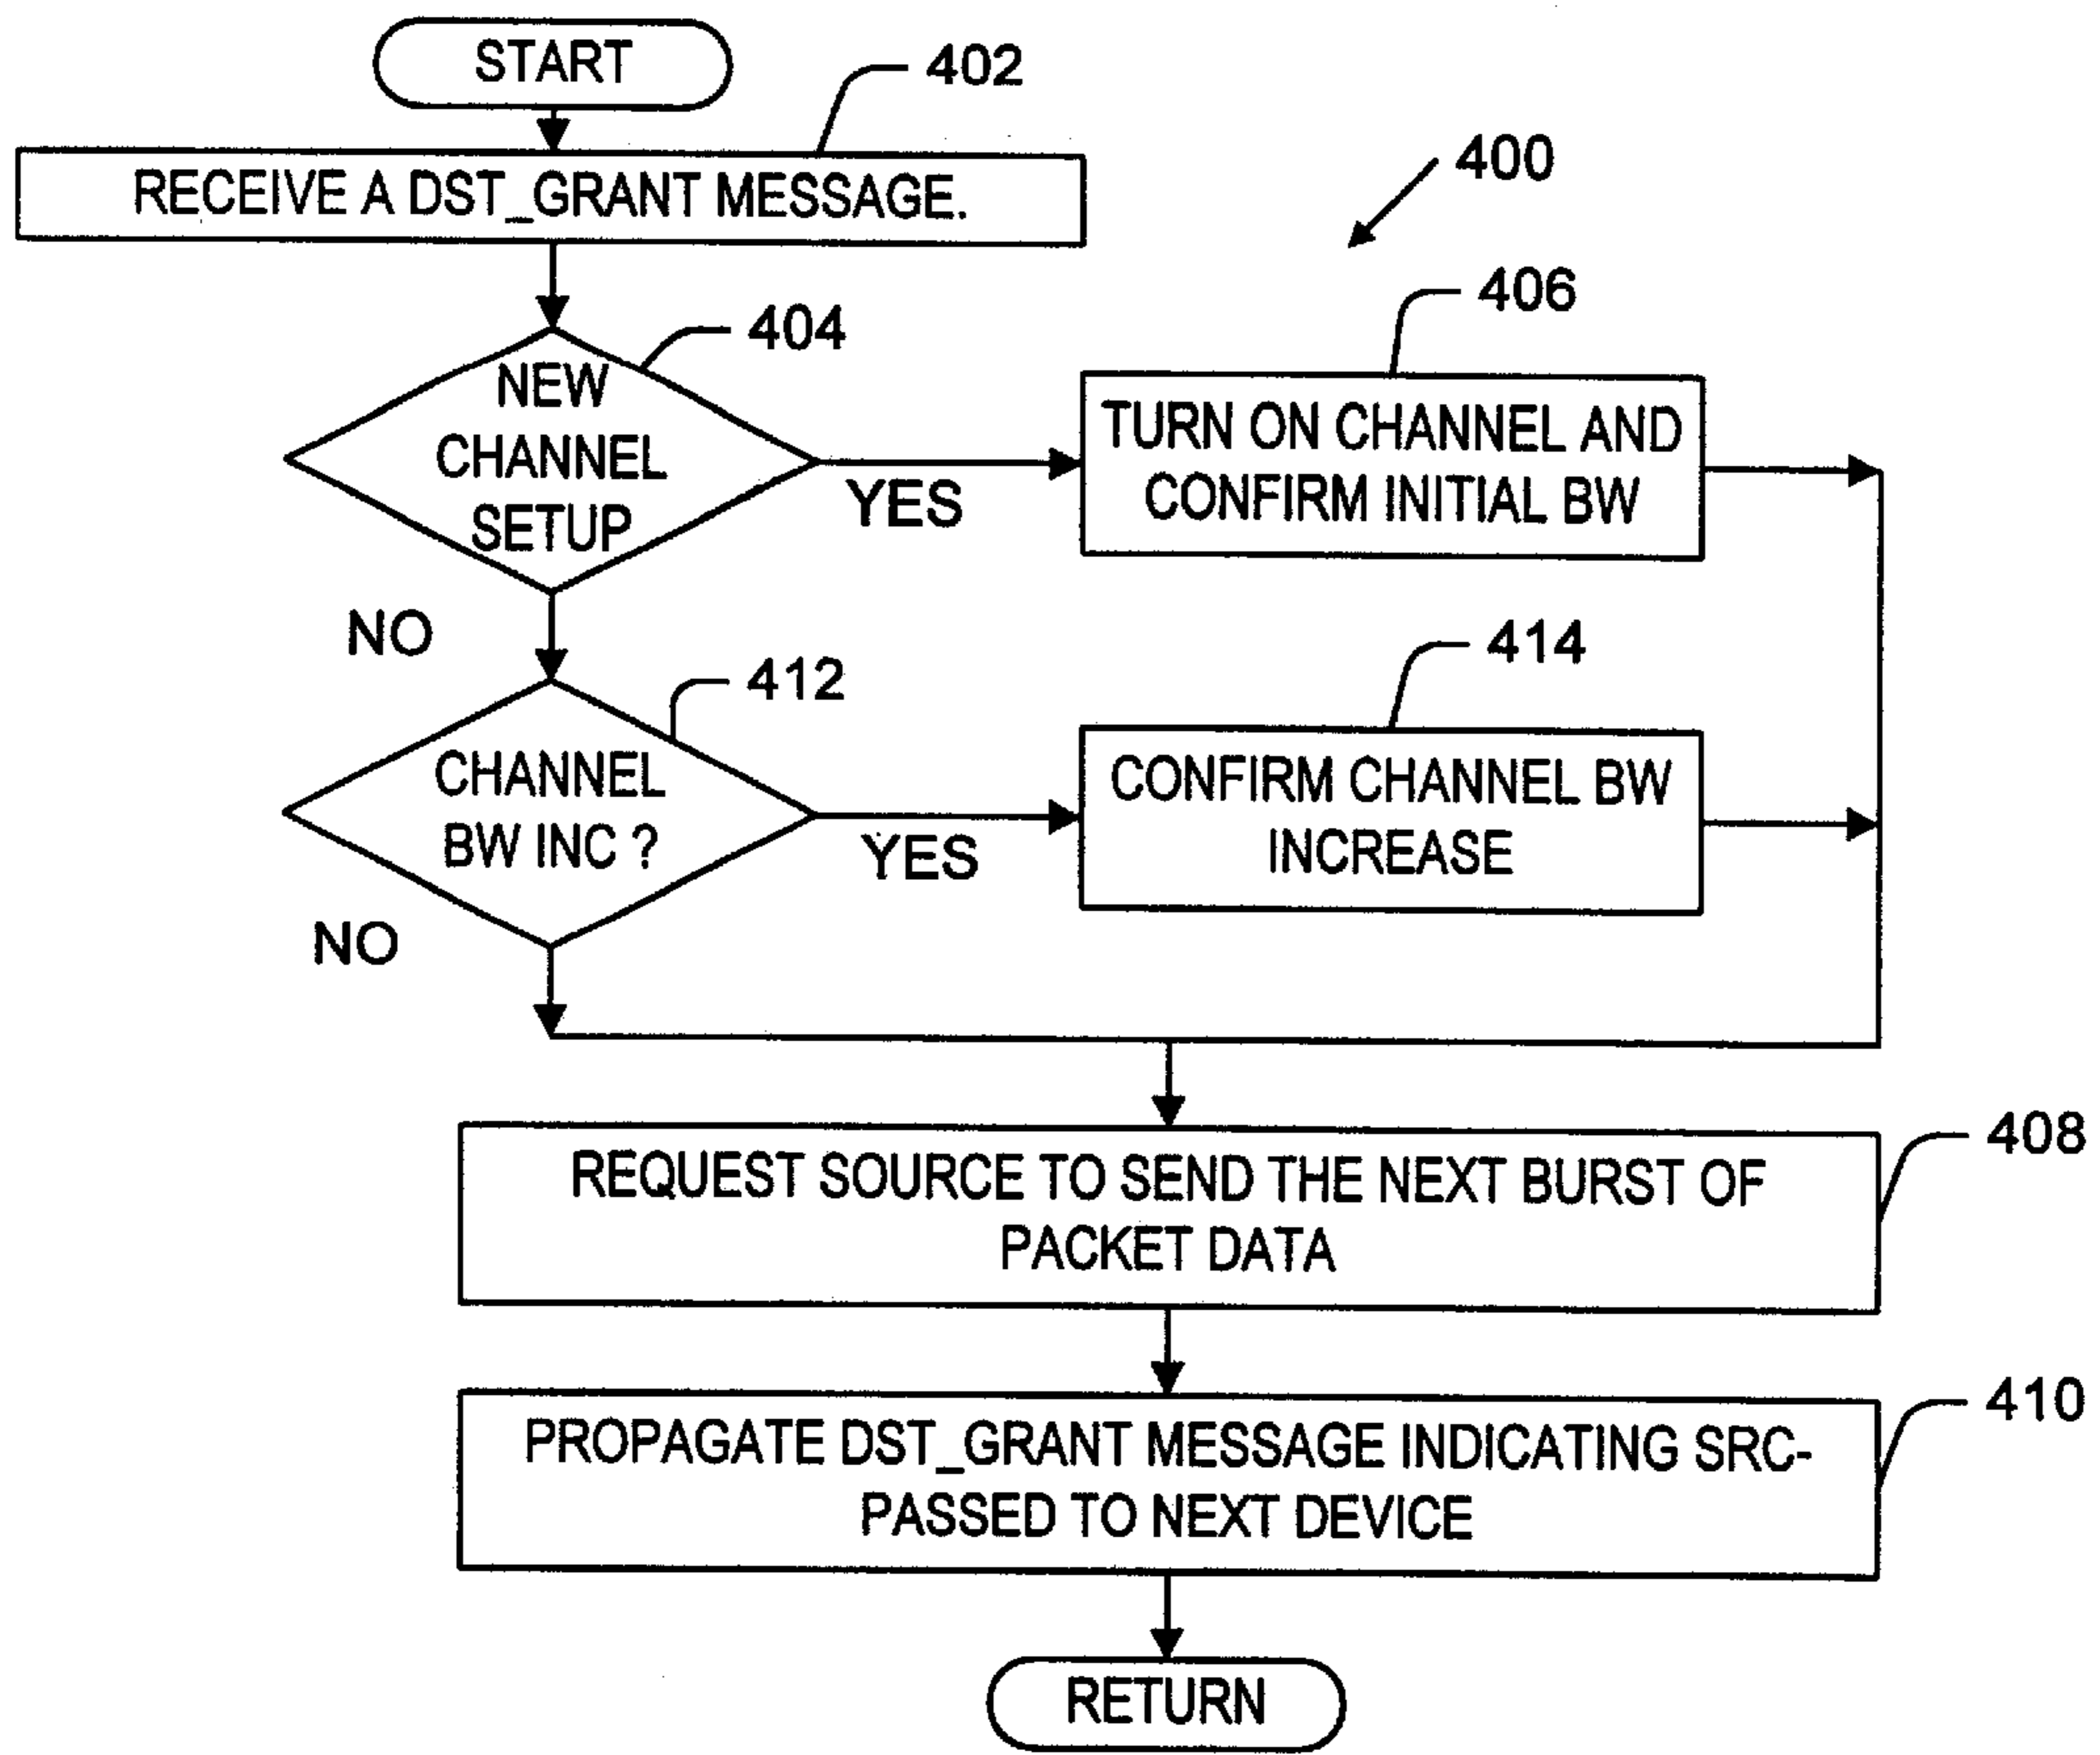 START
402
RECEIVE A DST_GRANT MESSAGE.
400
404
406
NEW
CHANNEL
SETUP
YES
TURN ON CHANNEL AND
CONFIRM INITIAL BW
NO
412
414
CHANNEL
BW INC ?
YES
CONFIRM CHANNEL BW
INCREASE
NO
408
REQUEST SOURCE TO SEND THE NEXT BURST OF
PACKET DATA
410
PROPAGATE DST_GRANT MESSAGE INDICATING SRC-
PASSED TO NEXT DEVICE
RETURN